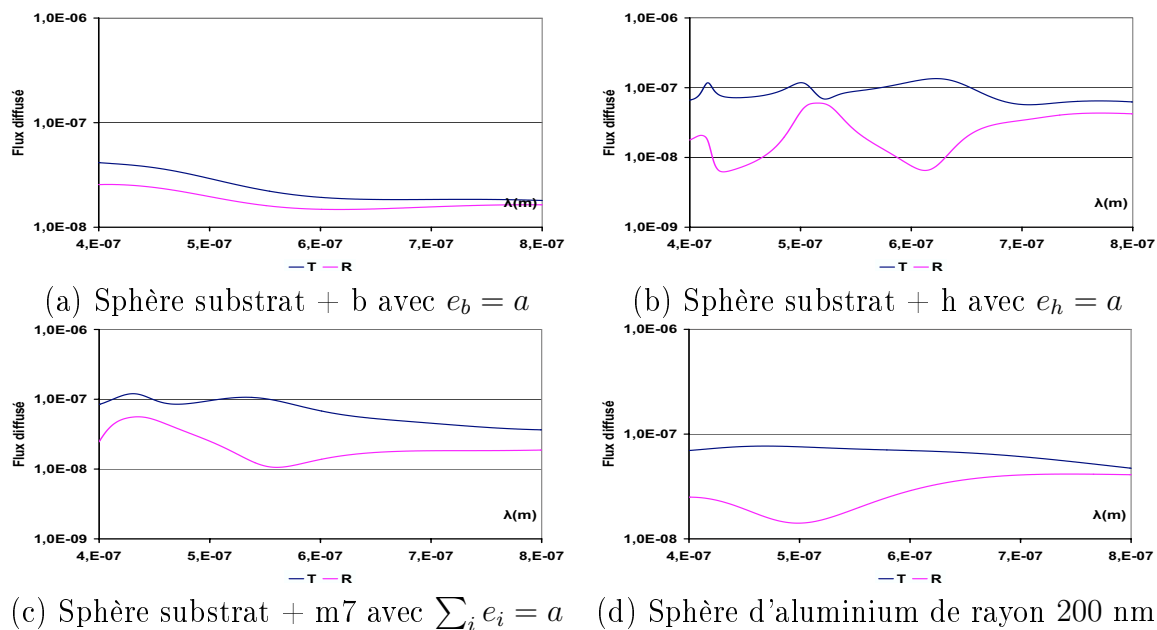 1,0E-06
1,0E-07
1,0E-08
Flux diffusé
λ(m)
4,E-07 5,E-07 6,E-07 7,E-07 8,E-07
T R
(a) Sphère substrat + b avec e_b = a
1,0E-06
1,0E-07
1,0E-08
1,0E-09
Flux diffusé
λ(m)
4,E-07 5,E-07 6,E-07 7,E-07 8,E-07
T R
(b) Sphère substrat + h avec e_h = a
1,0E-06
1,0E-07
1,0E-08
1,0E-09
Flux diffusé
λ(m)
4,E-07 5,E-07 6,E-07 7,E-07 8,E-07
T R
(c) Sphère substrat + m7 avec ∑_i e_i = a
1,0E-06
1,0E-07
1,0E-08
Flux diffusé
λ(m)
4,E-07 5,E-07 6,E-07 7,E-07 8,E-07
T R
(d) Sphère d'aluminium de rayon 200 nm